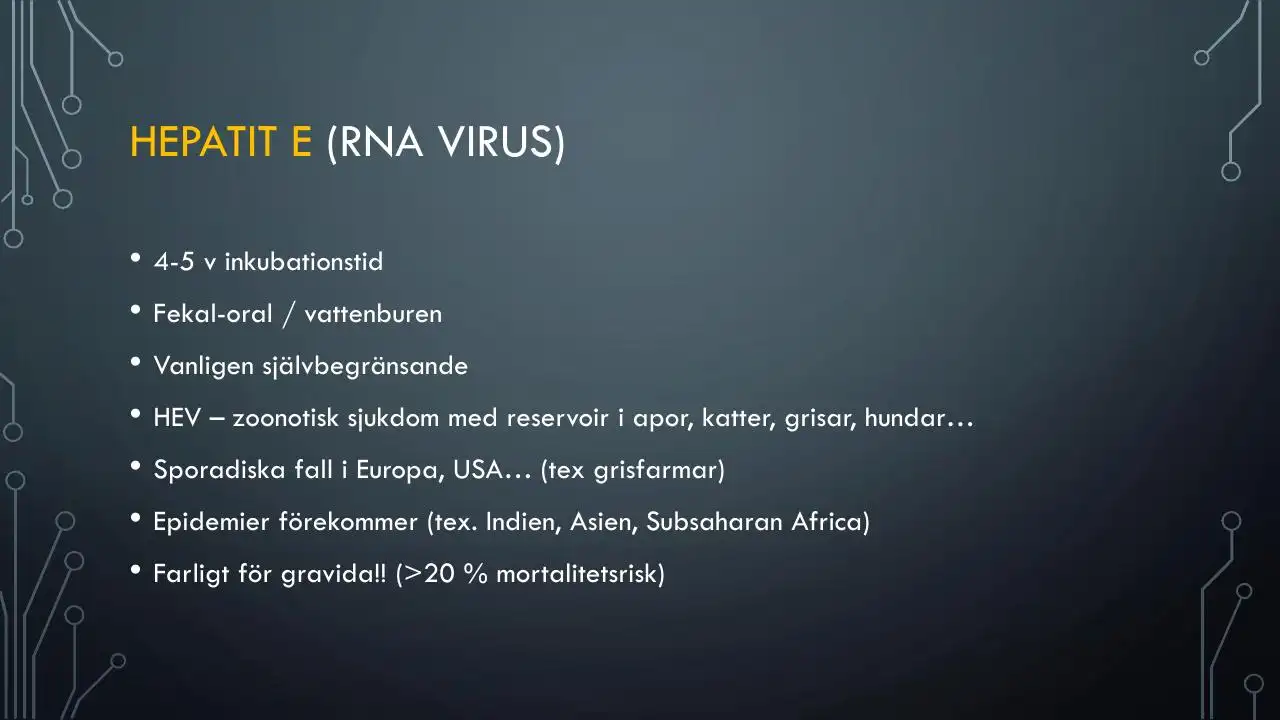 HEPATIT E (RNA VIRUS)
• 4-5 v inkubationstid
• Fekal-oral / vattenburen
• Vanligen självbegränsande
• HEV – zoonotisk sjukdom med reservoir i apor, katter, grisar, hundar…
• Sporadiska fall i Europa, USA… (tex grisfarmar)
• Epidemier förekommer (tex. Indien, Asien, Subsaharan Africa)
• Farligt för gravida!! (>20 % mortalitetsrisk)